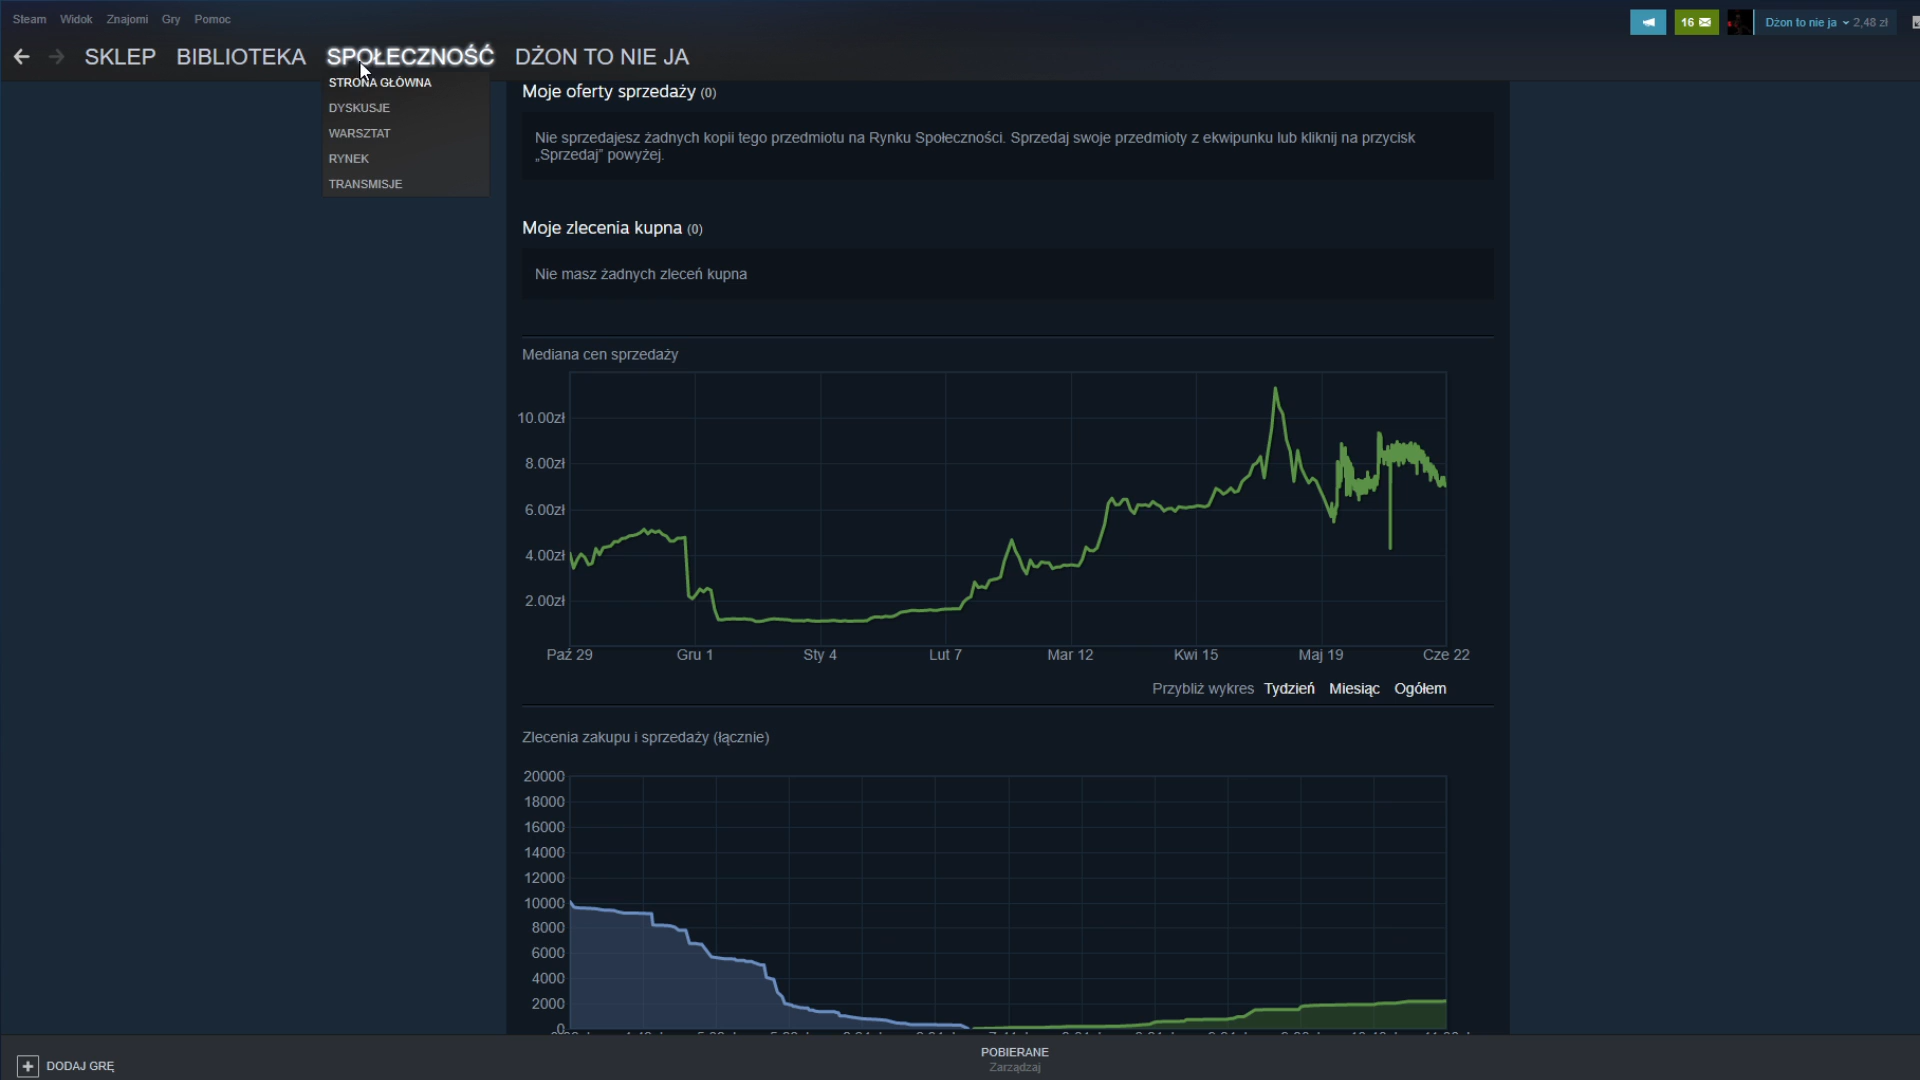 Steam Widok Znajomi Gry Pomoc
16
Dżon to nie ja 2,48 zł
SKLEP BIBLIOTEKA SPOŁECZNOŚĆ DŻON TO NIE JA
STRONA GŁÓWNA
DYSKUSJE
WARSZTAT
RYNEK
TRANSMISJE
Moje oferty sprzedaży (0)
Nie sprzedajesz żadnych kopii tego przedmiotu na Rynku Społeczności. Sprzedaj swoje przedmioty z ekwipunku lub kliknij na przycisk
„Sprzedaj” powyżej.
Moje zlecenia kupna (0)
Nie masz żadnych zleceń kupna
Mediana cen sprzedaży
10.00zł
8.00zł
6.00zł
4.00zł
2.00zł
Paź 29 Gru 1 Sty 4 Lut 7 Mar 12 Kwi 15 Maj 19 Cze 22
Przybliż wykres Tydzień Miesiąc Ogółem
Zlecenia zakupu i sprzedaży (łącznie)
20000
18000
16000
14000
12000
10000
8000
6000
4000
2000
0
DODAJ GRĘ
POBIERANE
Zarządzaj